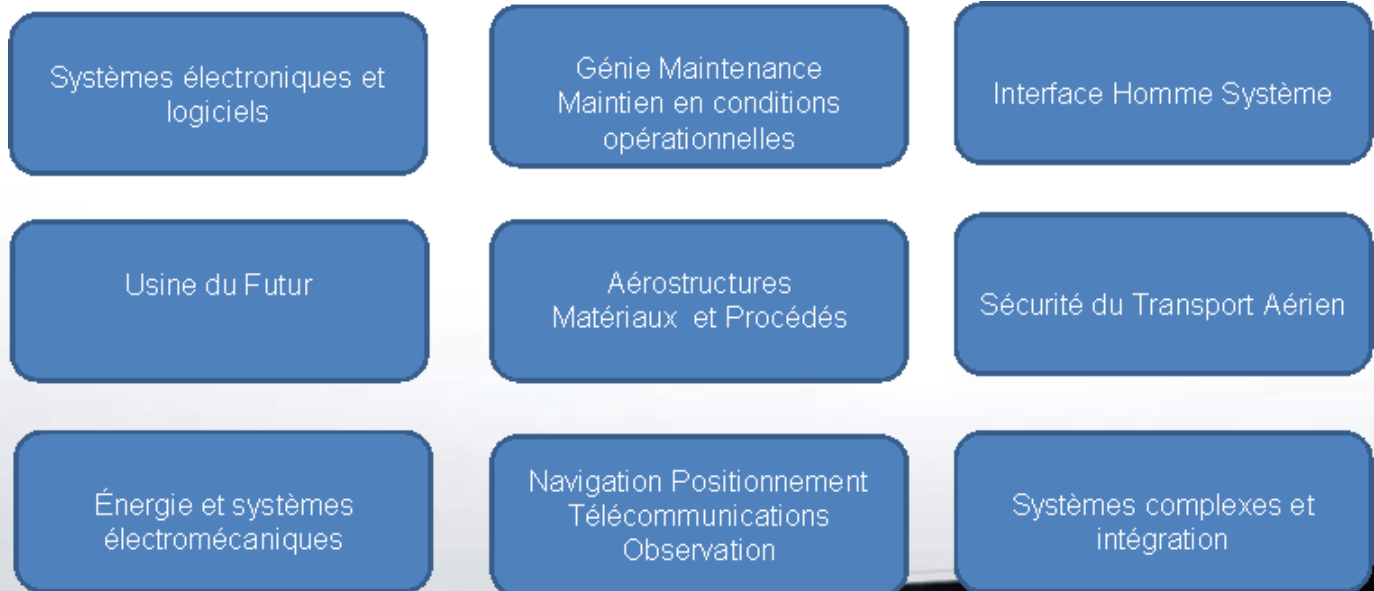 Systèmes électroniques et
logiciels
Génie Maintenance
Maintien en conditions
opérationnelles
Interface Homme Système
Usine du Futur
Aérostructures
Matériaux et Procédés
Sécurité du Transport Aérien
Énergie et systèmes
électromécaniques
Navigation Positionnement
Télécommunications
Observation
Systèmes complexes et
intégration